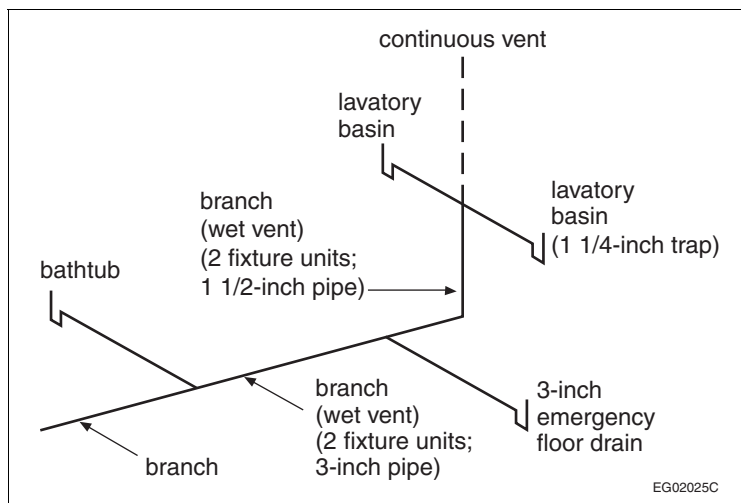 continuous vent
lavatory
basin
lavatory
basin
(1 1/4-inch trap)
branch
(wet vent)
(2 fixture units;
1 1/2-inch pipe)
bathtub
branch
(wet vent)
(2 fixture units;
3-inch pipe)
3-inch
emergency
floor drain
branch
EG02025C